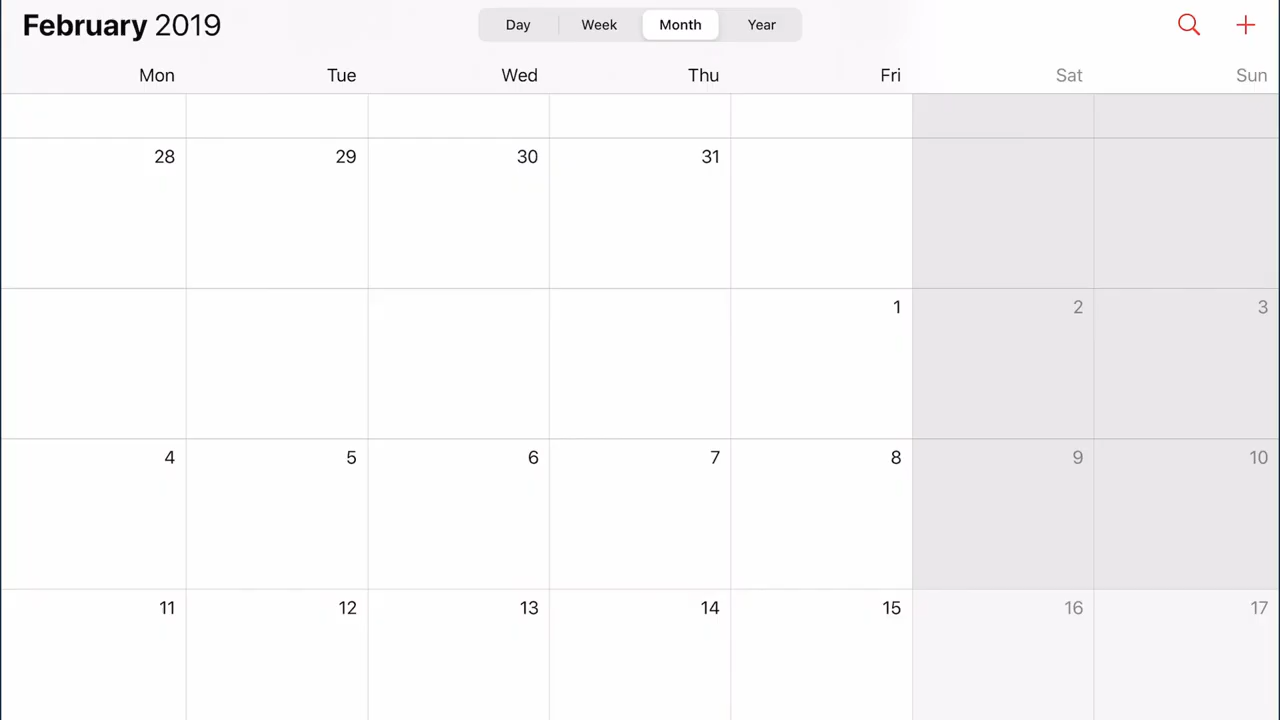 February 2019
Day Week Month Year
Mon Tue Wed Thu Fri Sat Sun
28 29 30 31
1 2 3
4 5 6 7 8 9 10
11 12 13 14 15 16 17